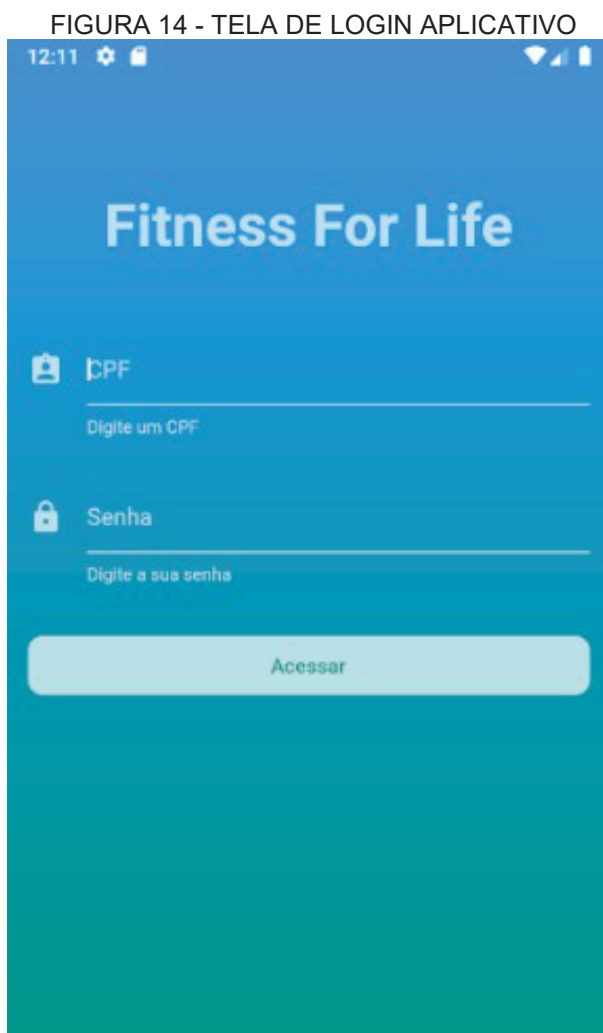 FIGURA 14 - TELA DE LOGIN APLICATIVO
12:11
Fitness For Life
CPF
Digite um CPF
Senha
Digite a sua senha
Acessar